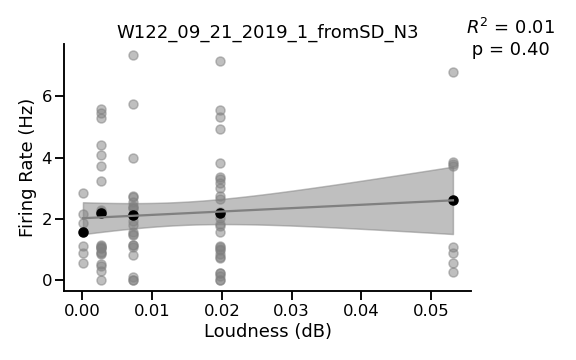 W122_09_21_2019_1_fromSD_N3
R² = 0.01
p = 0.40
Firing Rate (Hz)
6
4
2
0
0.00 0.01 0.02 0.03 0.04 0.05
Loudness (dB)